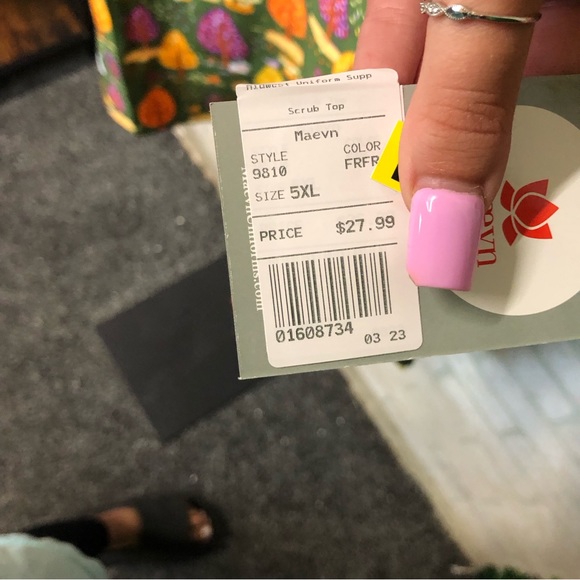 Midwest Uniform Supp
Scrub Top
Maevn
STYLE COLOR
9810 FRFR
SIZE 5XL
PRICE $27.99
01608734 03 23